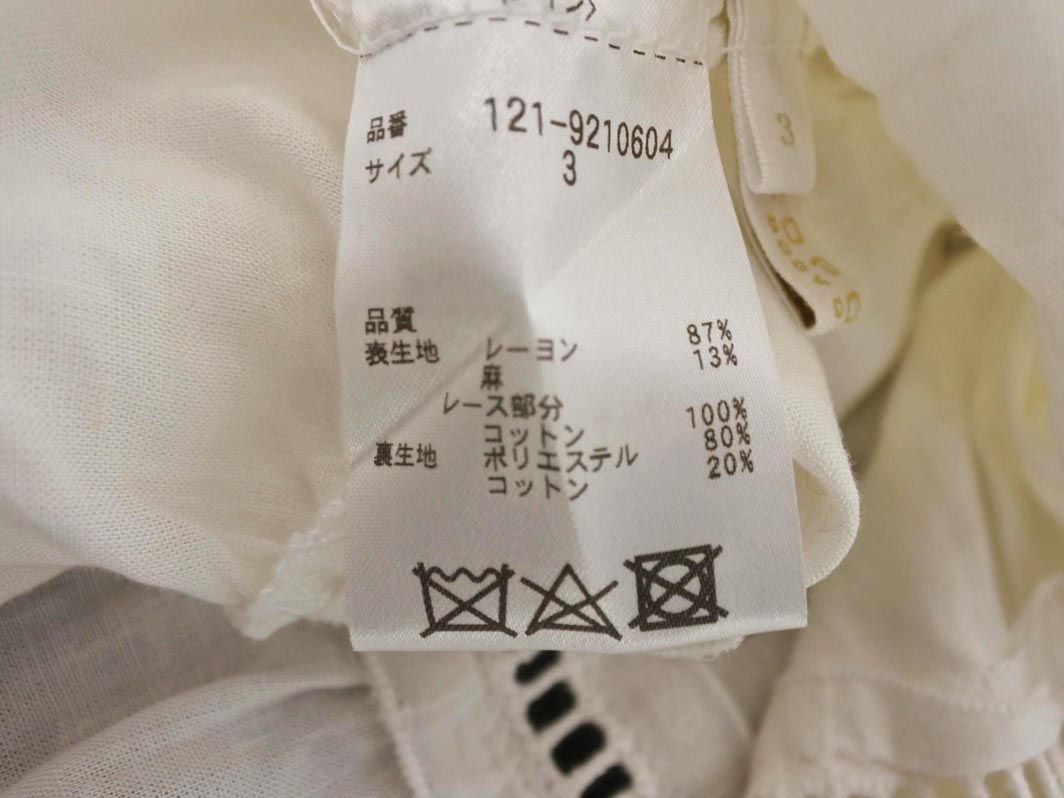 品番 121-9210604
サイズ 3
品質
表生地 レーヨン 87%
麻 13%
レース部分
コットン 100%
裏生地 ポリエステル 80%
コットン 20%
3